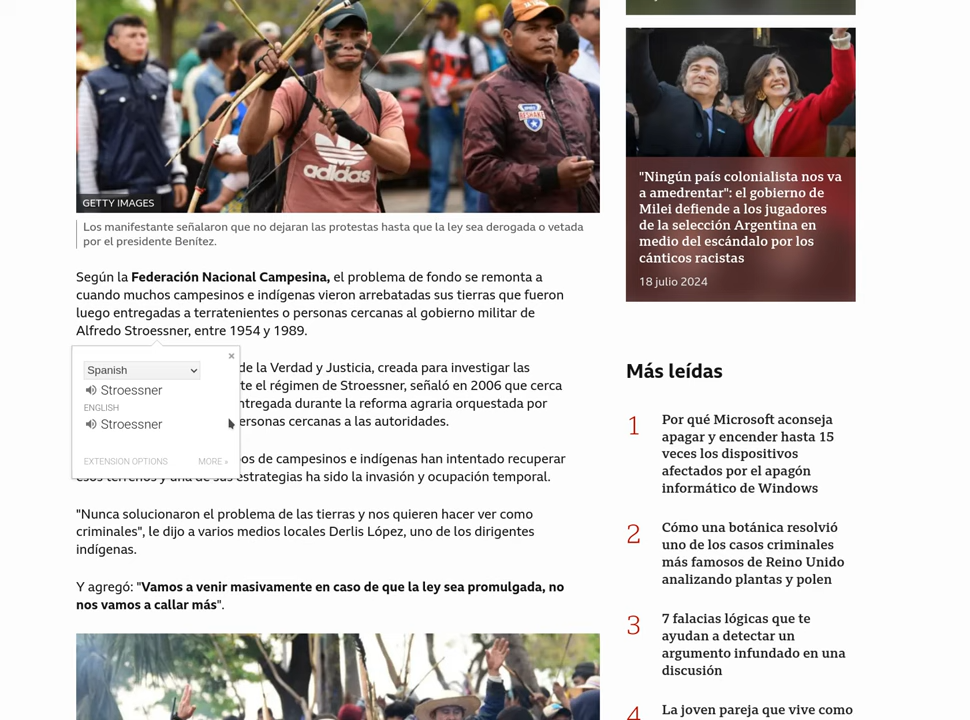 adidas
GETTY IMAGES
Los manifestante señalaron que no dejaran las protestas hasta que la ley sea derogada o vetada
por el presidente Benítez.
Según la Federación Nacional Campesina, el problema de fondo se remonta a
cuando muchos campesinos e indígenas vieron arrebatadas sus tierras que fueron
luego entregadas a terratenientes o personas cercanas al gobierno militar de
Alfredo Stroessner, entre 1954 y 1989.
Spanish
Stroessner
ENGLISH
Stroessner
EXTENSION OPTIONS MORE »
de la Verdad y Justicia, creada para investigar las
te el régimen de Stroessner, señaló en 2006 que cerca
ntregada durante la reforma agraria orquestada por
ersonas cercanas a las autoridades.
os de campesinos e indígenas han intentado recuperar
esos terrenos y una de sus estrategias ha sido la invasión y ocupación temporal.
"Nunca solucionaron el problema de las tierras y nos quieren hacer ver como
criminales", le dijo a varios medios locales Derlis López, uno de los dirigentes
indígenas.
Y agregó: "Vamos a venir masivamente en caso de que la ley sea promulgada, no
nos vamos a callar más".
"Ningún país colonialista nos va
a amedrentar": el gobierno de
Milei defiende a los jugadores
de la selección Argentina en
medio del escándalo por los
cánticos racistas
18 julio 2024
Más leídas
1
Por qué Microsoft aconseja
apagar y encender hasta 15
veces los dispositivos
afectados por el apagón
informático de Windows
2
Cómo una botánica resolvió
uno de los casos criminales
más famosos de Reino Unido
analizando plantas y polen
3
7 falacias lógicas que te
ayudan a detectar un
argumento infundado en una
discusión
4
La joven pareja que vive como